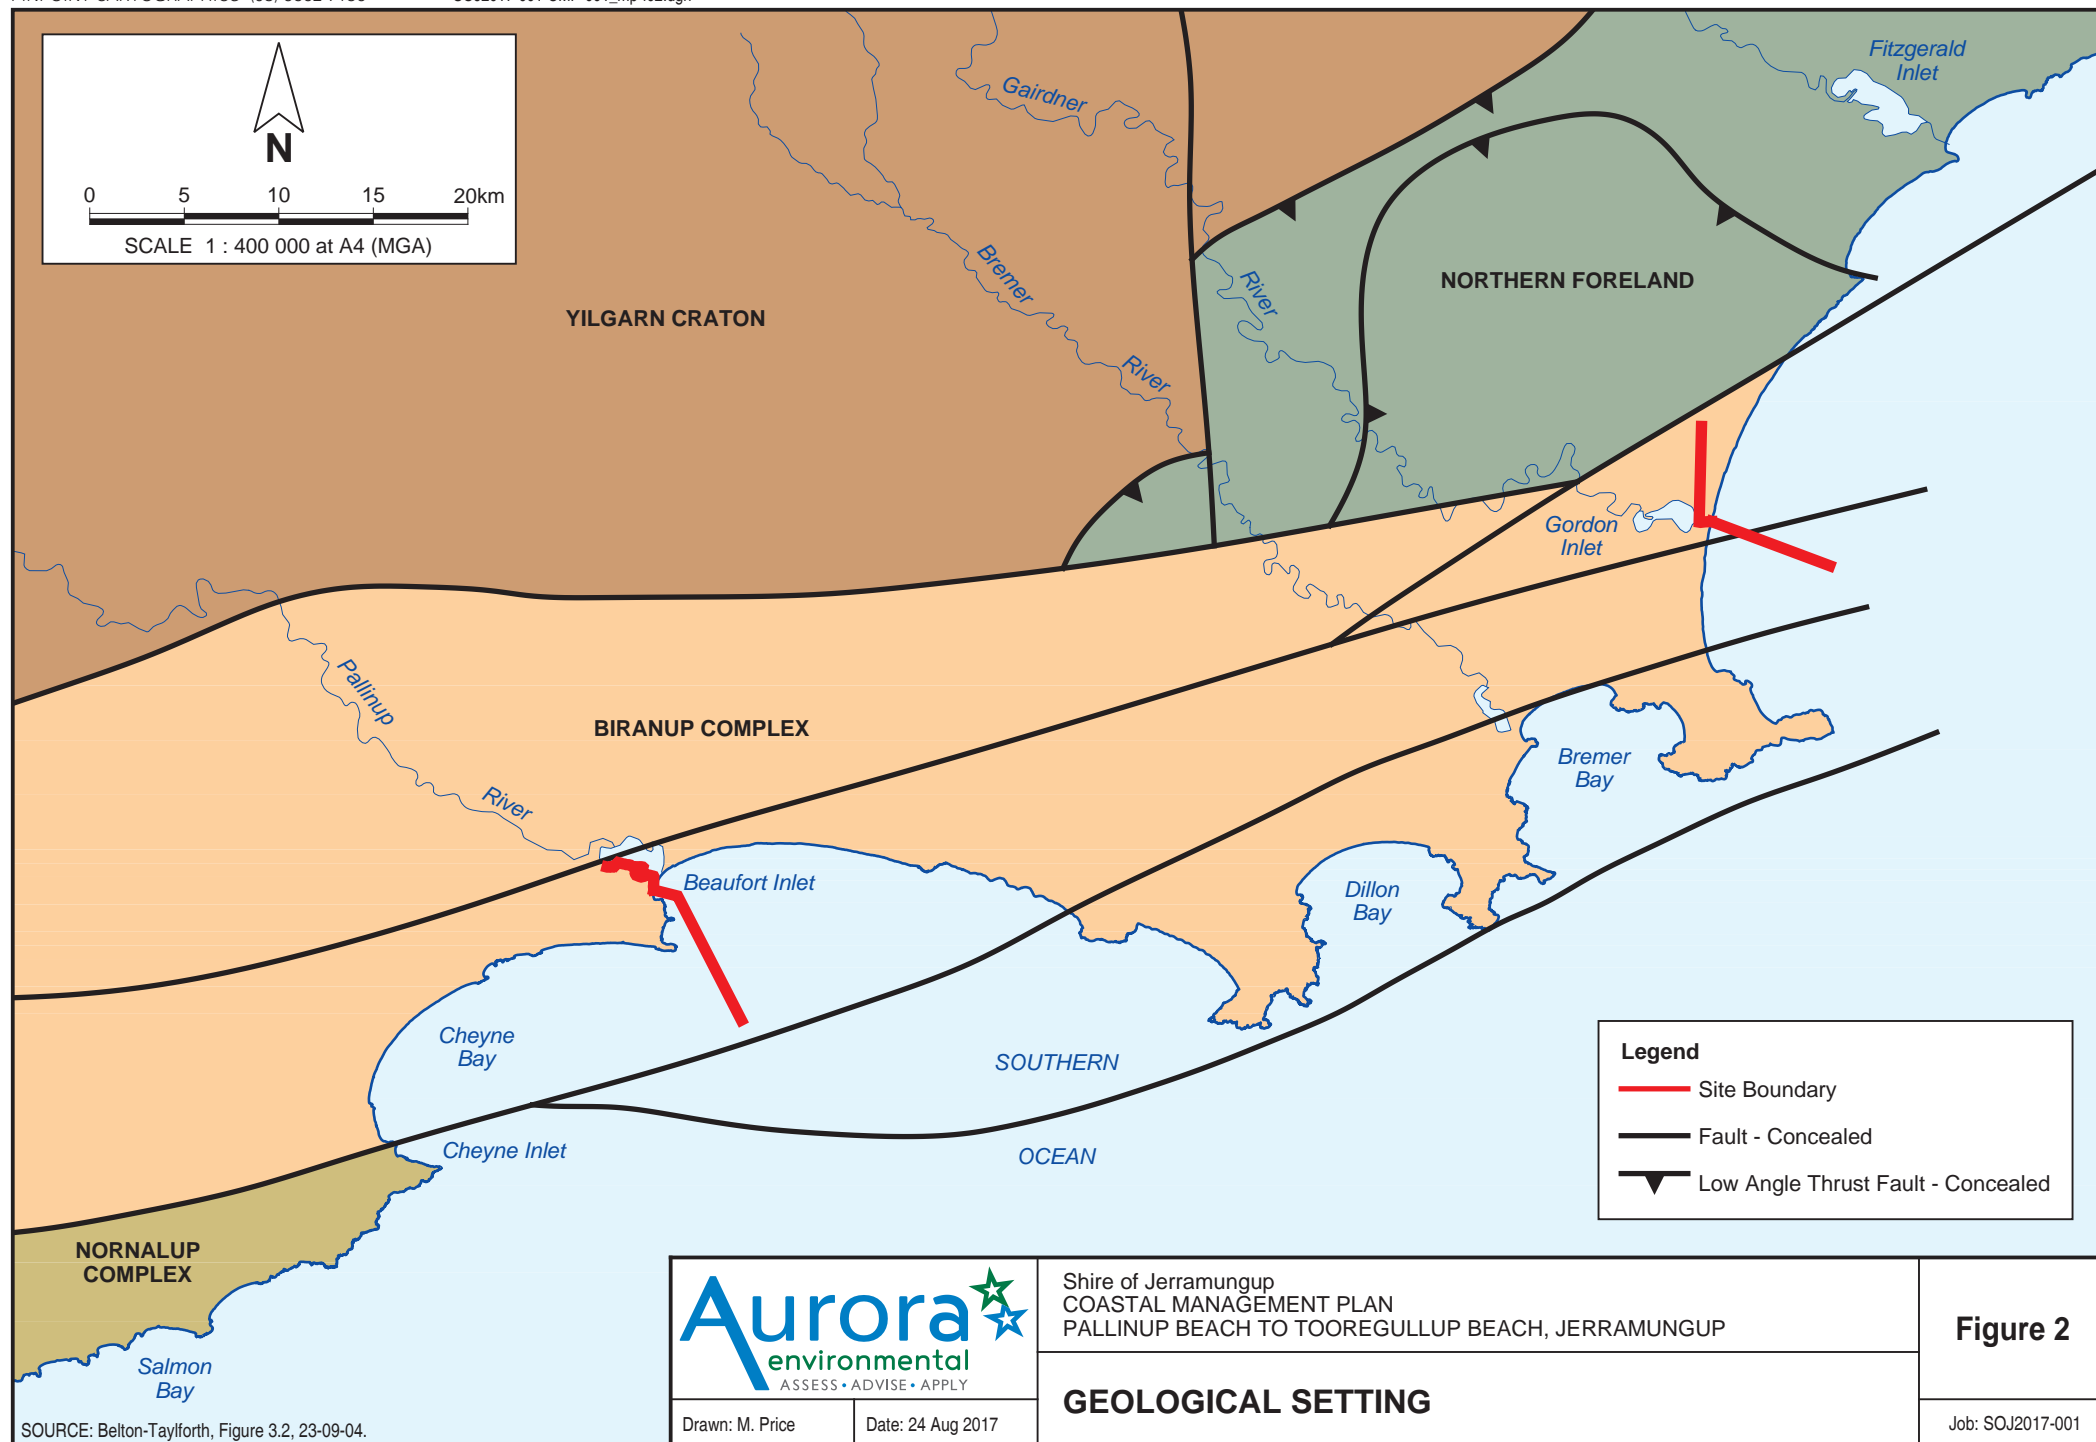 Fitzgerald
Inlet
Gairdner
N
0 5 10 15 20km
SCALE 1 : 400 000 at A4 (MGA)
Bremer
River
NORTHERN FORELAND
YILGARN CRATON
River
Gordon
Inlet
Pallinup
BIRANUP COMPLEX
Bremer
Bay
River
Beaufort Inlet
Dillon
Bay
Cheyne
Bay
SOUTHERN
Legend
Site Boundary
Fault - Concealed
Low Angle Thrust Fault - Concealed
Cheyne Inlet
OCEAN
NORNALUP
COMPLEX
Salmon
Bay
SOURCE: Belton-Taylforth, Figure 3.2, 23-09-04.
Aurora
environmental
ASSESS • ADVISE • APPLY
Drawn: M. Price
Date: 24 Aug 2017
Shire of Jerramungup
COASTAL MANAGEMENT PLAN
PALLINUP BEACH TO TOOREGULLUP BEACH, JERRAMUNGUP
GEOLOGICAL SETTING
Figure 2
Job: SOJ2017-001